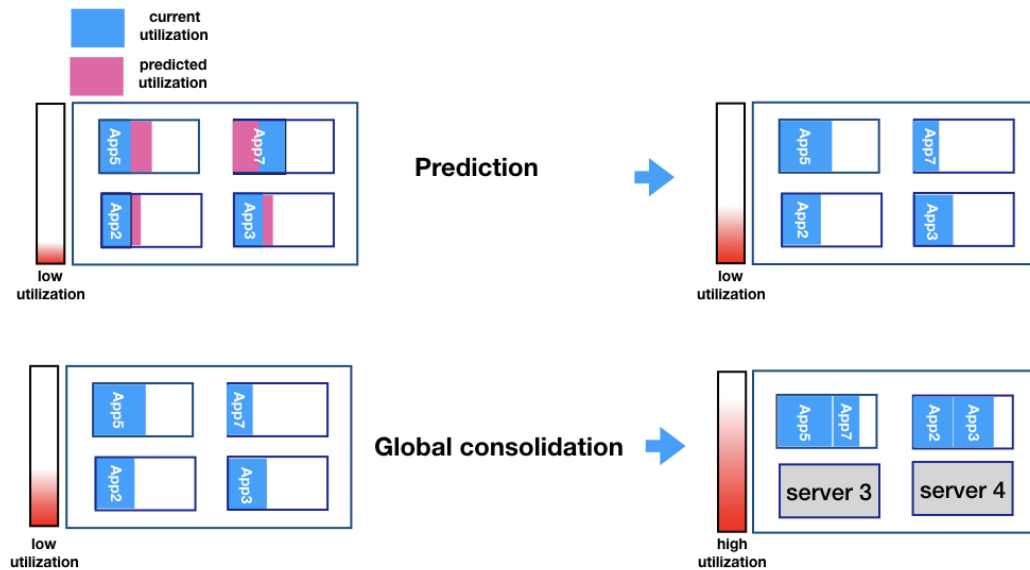 current
utilization
predicted
utilization
App5
App7
App2
App3
low
utilization
Prediction
App5
App7
App2
App3
low
utilization
App5
App7
App2
App3
low
utilization
Global consolidation
App5
App7
App2
App3
server 3
server 4
high
utilization